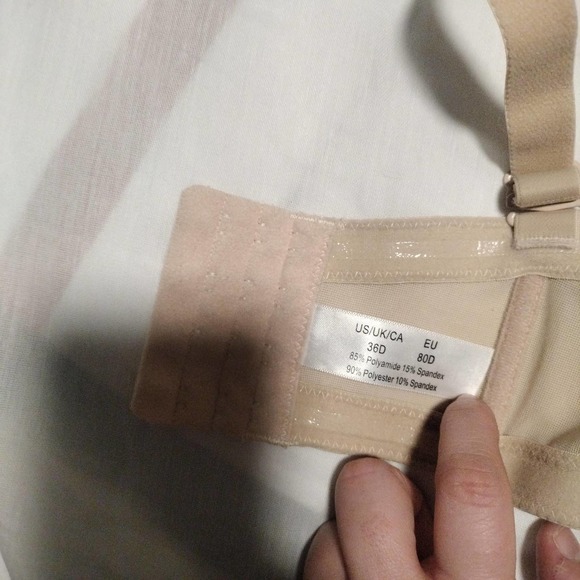 US/UK/CA EU
36D 80D
85% Polyamide 15% Spandex
90% Polyester 10% Spandex